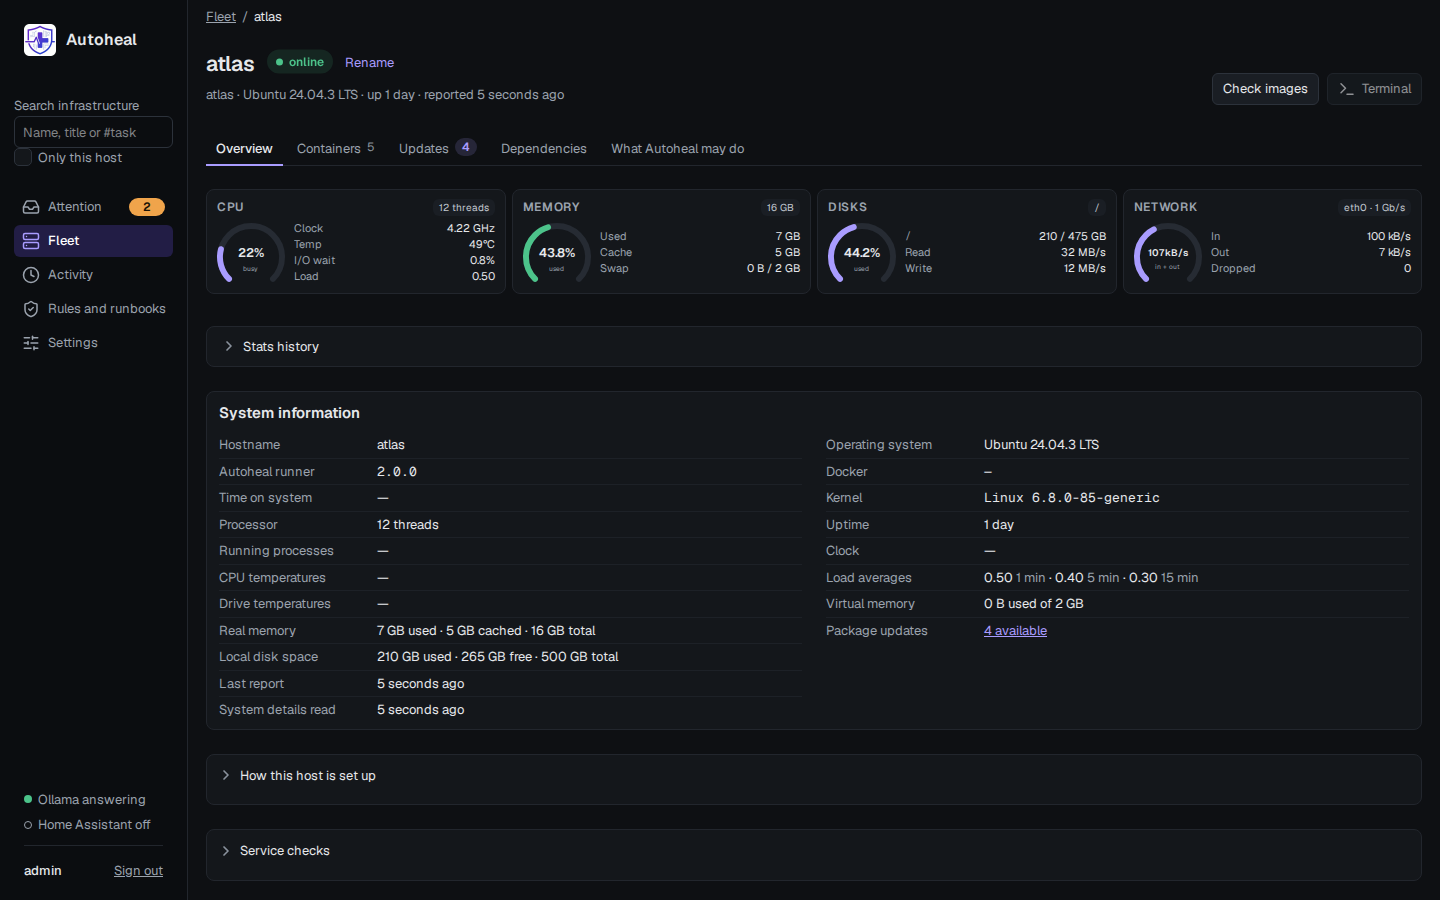 Autoheal
Search infrastructure
Name, title or #task
Only this host
Attention 2
Fleet
Activity
Rules and runbooks
Settings
Ollama answering
Home Assistant off
admin Sign out
Fleet / atlas
atlas online Rename
atlas · Ubuntu 24.04.3 LTS · up 1 day · reported 5 seconds ago
Check images Terminal
Overview Containers 5 Updates 4 Dependencies What Autoheal may do
CPU 12 threads
22%
busy
Clock 4.22 GHz
Temp 49°C
I/O wait 0.8%
Load 0.50
MEMORY 16 GB
43.8%
used
Used 7 GB
Cache 5 GB
Swap 0 B / 2 GB
DISKS /
44.2%
used
/ 210 / 475 GB
Read 32 MB/s
Write 12 MB/s
NETWORK eth0 · 1 Gb/s
107kB/s
in + out
In 100 kB/s
Out 7 kB/s
Dropped 0
Stats history
System information
Hostname atlas
Autoheal runner 2.0.0
Time on system —
Processor 12 threads
Running processes —
CPU temperatures —
Drive temperatures —
Real memory 7 GB used · 5 GB cached · 16 GB total
Local disk space 210 GB used · 265 GB free · 500 GB total
Last report 5 seconds ago
System details read 5 seconds ago
Operating system Ubuntu 24.04.3 LTS
Docker –
Kernel Linux 6.8.0-85-generic
Uptime 1 day
Clock —
Load averages 0.50 1 min · 0.40 5 min · 0.30 15 min
Virtual memory 0 B used of 2 GB
Package updates 4 available
How this host is set up
Service checks